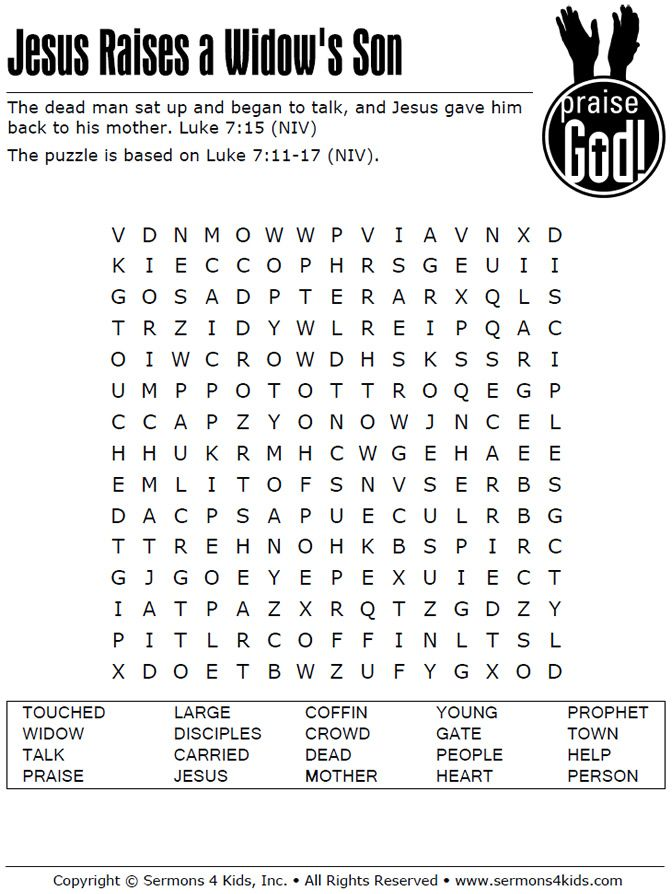 Jesus Raises a Widow's Son
The dead man sat up and began to talk, and Jesus gave him
back to his mother. Luke 7:15 (NIV)
The puzzle is based on Luke 7:11-17 (NIV).
praise
God!
V D N M O W W P V I A V N X D
K I E C C O P H R S G E U I I
G O S A D P T E R A R X Q L S
T R Z I D Y W L R E I P Q A C
O I W C R O W D H S K S S R I
U M P P O T O T T R O Q E G P
C C A P Z Y O N O W J N C E L
H H U K R M H C W G E H A E E
E M L I T O F S N V S E R B S
D A C P S A P U E C U L R B G
T T R E H N O H K B S P I R C
G J G O E Y E P E X U I E C T
I A T P A Z X R Q T Z G D Z Y
P I T L R C O F F I N L T S L
X D O E T B W Z U F Y G X O D
TOUCHED LARGE COFFIN YOUNG PROPHET
WIDOW DISCIPLES CROWD GATE TOWN
TALK CARRIED DEAD PEOPLE HELP
PRAISE JESUS MOTHER HEART PERSON
Copyright © Sermons 4 Kids, Inc. • All Rights Reserved • www.sermons4kids.com